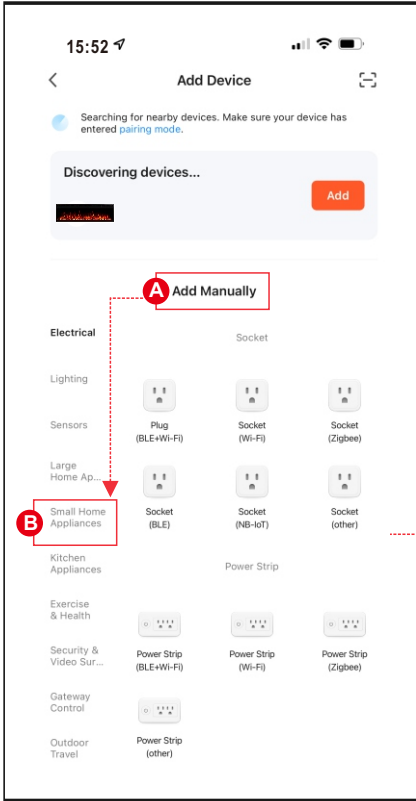 15:52
Add Device
Searching for nearby devices. Make sure your device has
entered pairing mode.
Discovering devices...
Add
A
Add Manually
Electrical
Socket
Lighting
Sensors
Plug
(BLE+Wi-Fi)
Socket
(Wi-Fi)
Socket
(Zigbee)
Large
Home Ap...
B
Small Home
Appliances
Socket
(BLE)
Socket
(NB-IoT)
Socket
(other)
Kitchen
Appliances
Power Strip
Exercise
& Health
Security &
Video Sur...
Power Strip
(BLE+Wi-Fi)
Power Strip
(Wi-Fi)
Power Strip
(Zigbee)
Gateway
Control
Outdoor
Travel
Power Strip
(other)